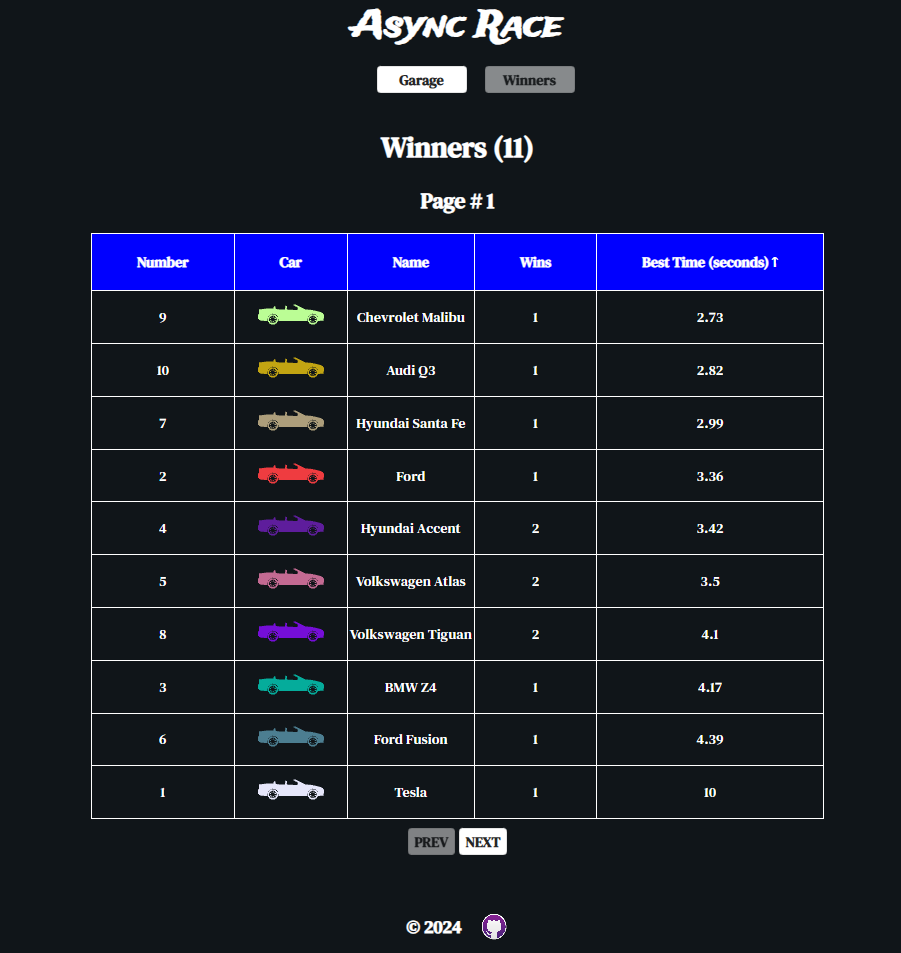 Async Race
Garage Winners
Winners (11)
Page #1
Number Car Name Wins Best Time (seconds)↑
9 Chevrolet Malibu 1 2.73
10 Audi Q3 1 2.82
7 Hyundai Santa Fe 1 2.99
2 Ford 1 3.36
4 Hyundai Accent 2 3.42
5 Volkswagen Atlas 2 3.5
8 Volkswagen Tiguan 2 4.1
3 BMW Z4 1 4.17
6 Ford Fusion 1 4.39
1 Tesla 1 10
PREV NEXT
© 2024